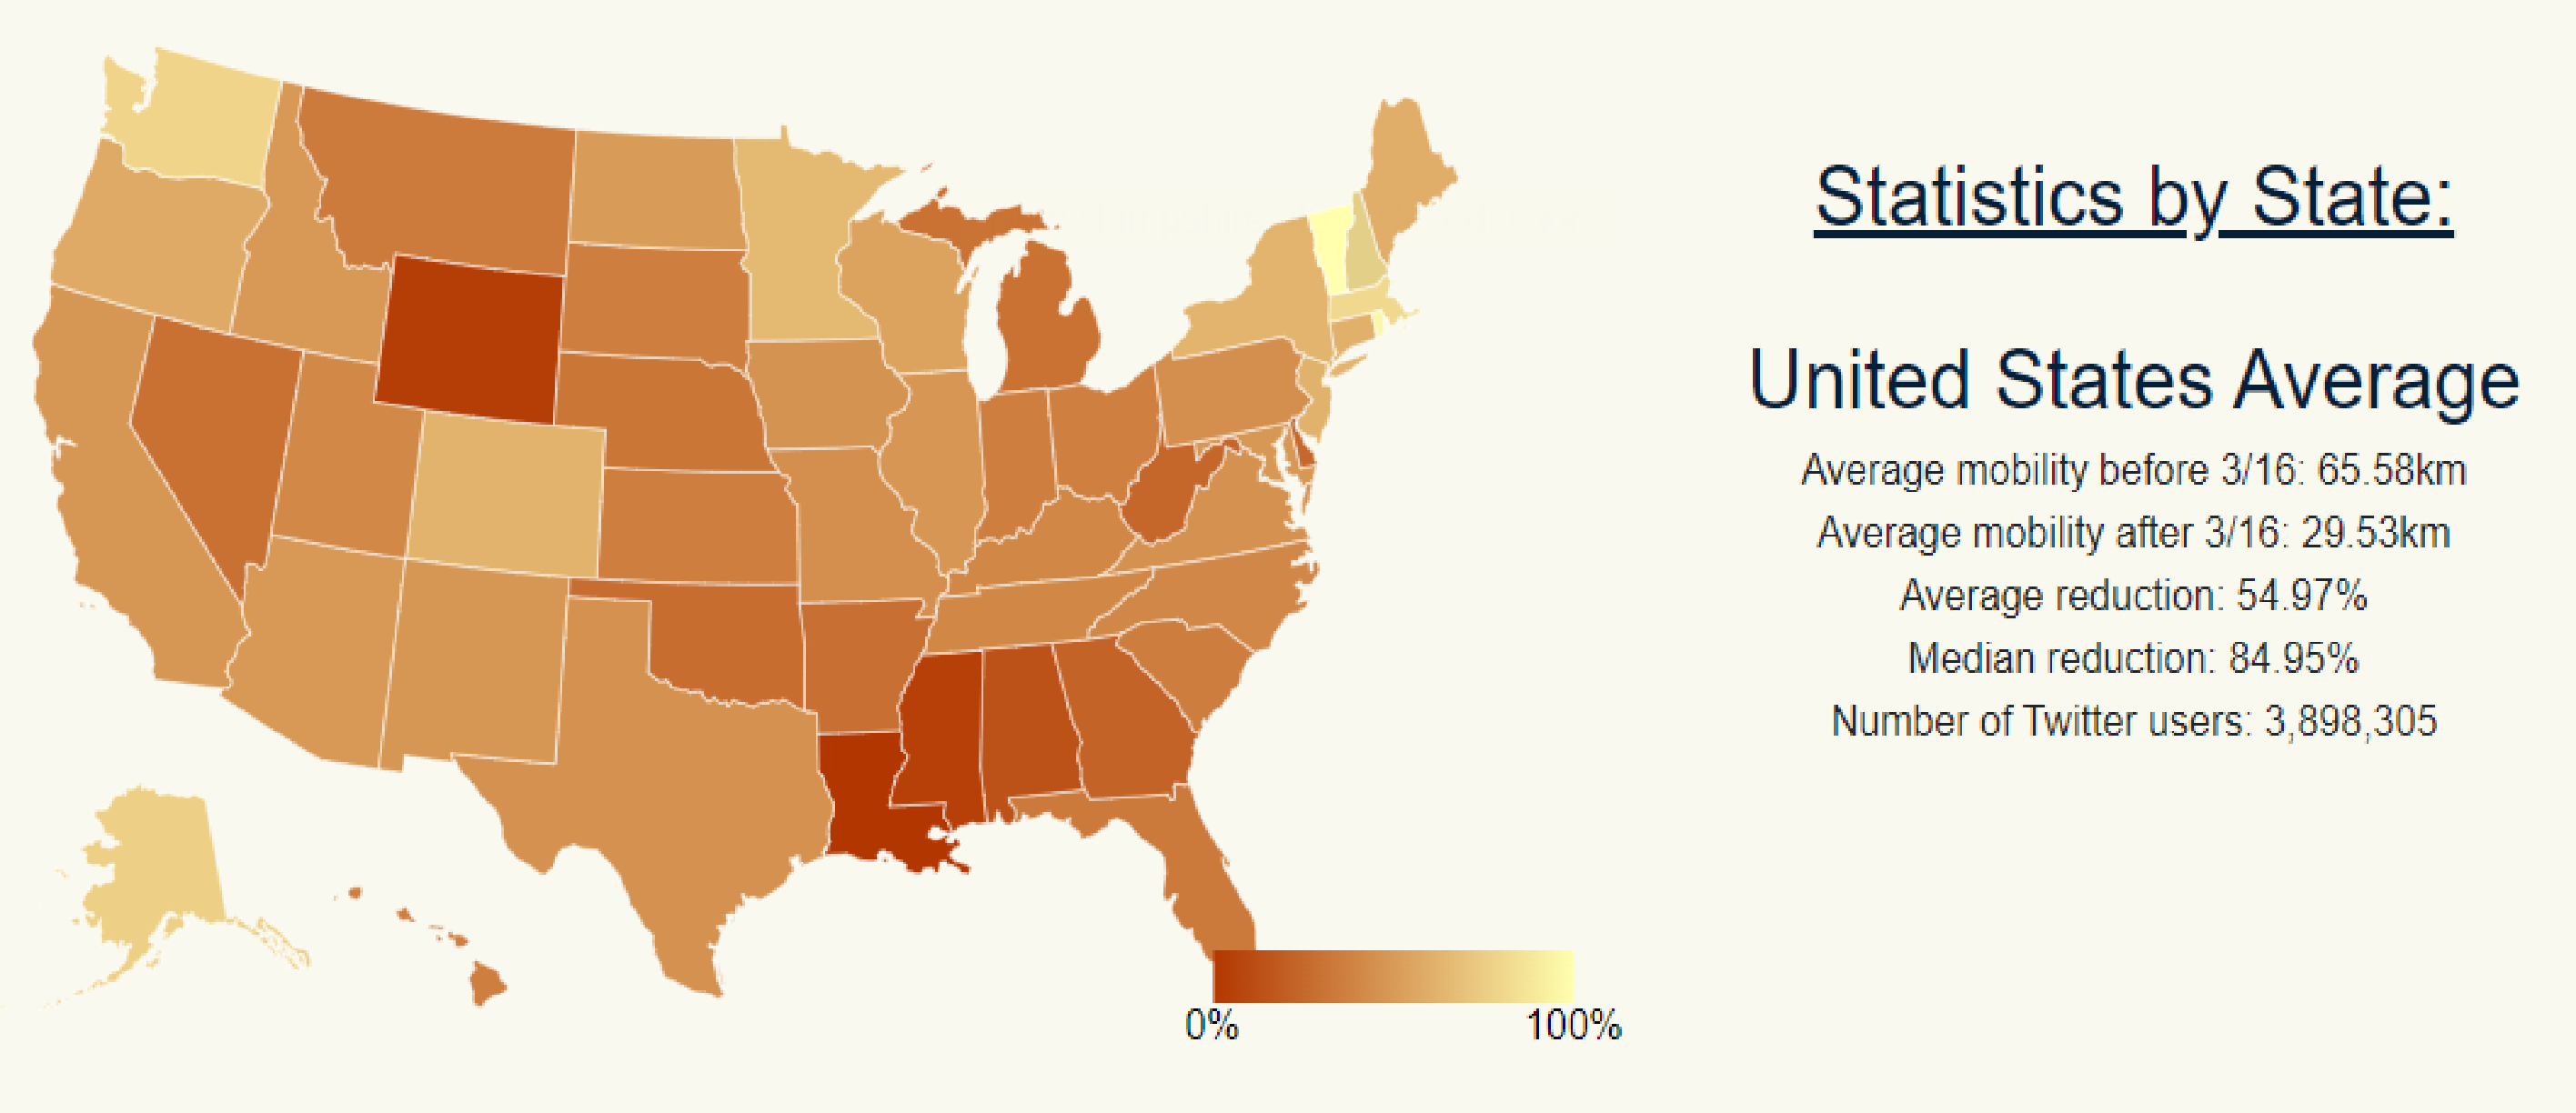 Statistics by State:
United States Average
Average mobility before 3/16: 65.58km
Average mobility after 3/16: 29.53km
Average reduction: 54.97%
Median reduction: 84.95%
Number of Twitter users: 3,898,305
0%
100%